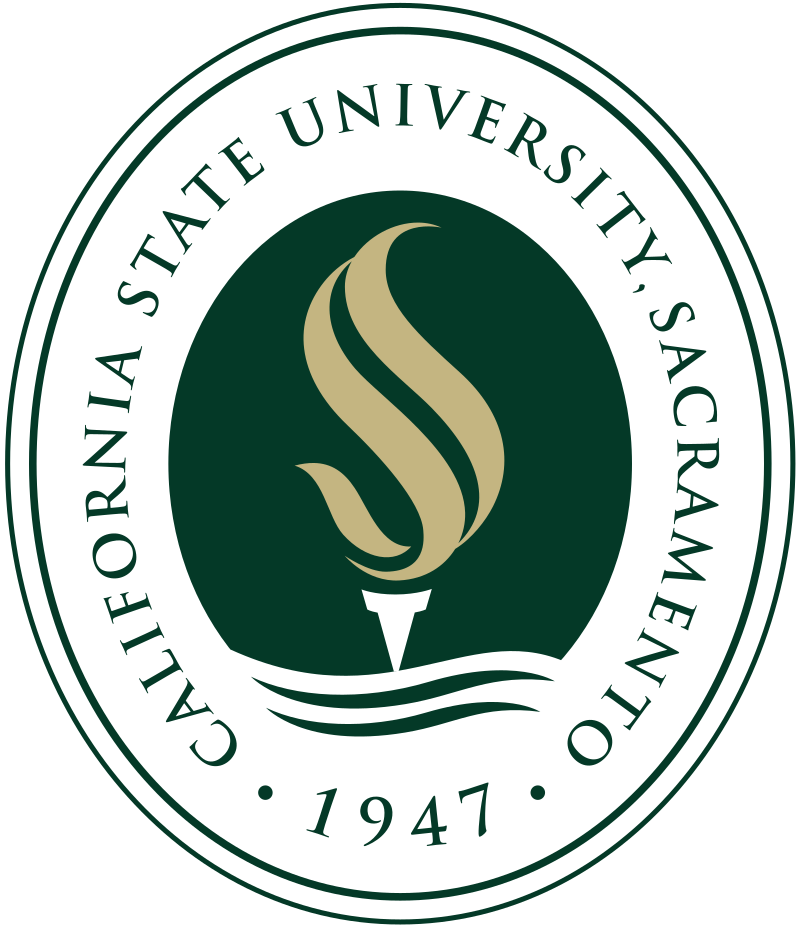 CALIFORNIA STATE UNIVERSITY, SACRAMENTO
• 1947 •